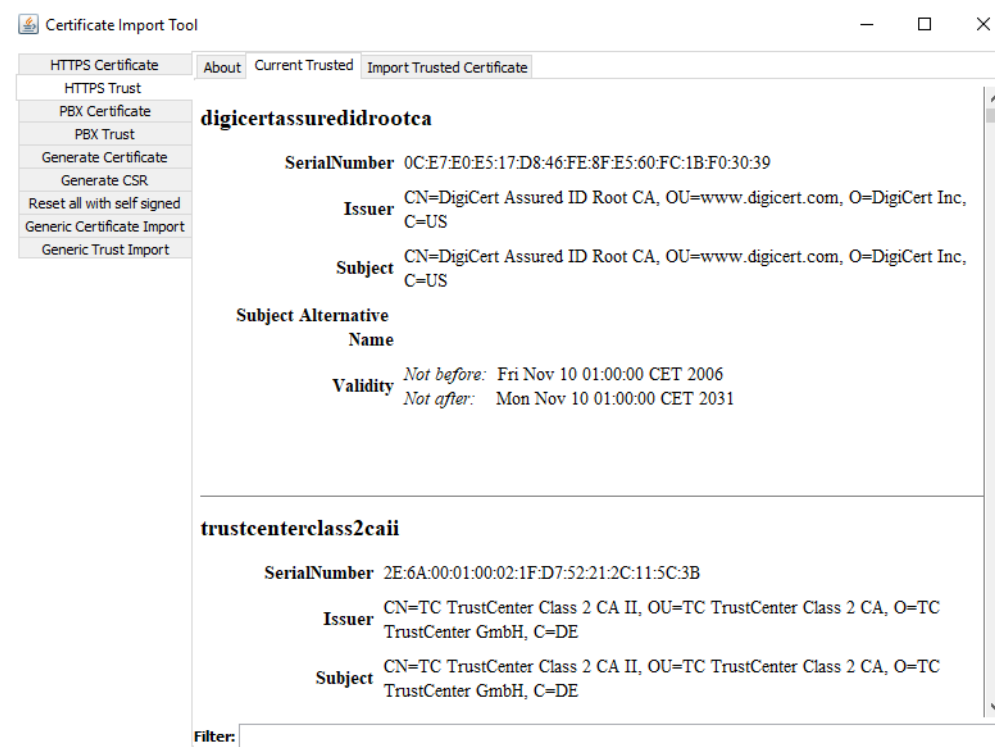 Certificate Import Tool
HTTPS Certificate
HTTPS Trust
PBX Certificate
PBX Trust
Generate Certificate
Generate CSR
Reset all with self signed
Generic Certificate Import
Generic Trust Import
About Current Trusted Import Trusted Certificate
digicertassuredidrootca
SerialNumber 0C:E7:E0:E5:17:D8:46:FE:8F:E5:60:FC:1B:F0:30:39
Issuer CN=DigiCert Assured ID Root CA, OU=www.digicert.com, O=DigiCert Inc,
C=US
Subject CN=DigiCert Assured ID Root CA, OU=www.digicert.com, O=DigiCert Inc,
C=US
Subject Alternative
Name
Validity Not before: Fri Nov 10 01:00:00 CET 2006
Not after: Mon Nov 10 01:00:00 CET 2031
trustcenterclass2caii
SerialNumber 2E:6A:00:01:00:02:1F:D7:52:21:2C:11:5C:3B
Issuer CN=TC TrustCenter Class 2 CA II, OU=TC TrustCenter Class 2 CA, O=TC
TrustCenter GmbH, C=DE
Subject CN=TC TrustCenter Class 2 CA II, OU=TC TrustCenter Class 2 CA, O=TC
TrustCenter GmbH, C=DE
Filter: